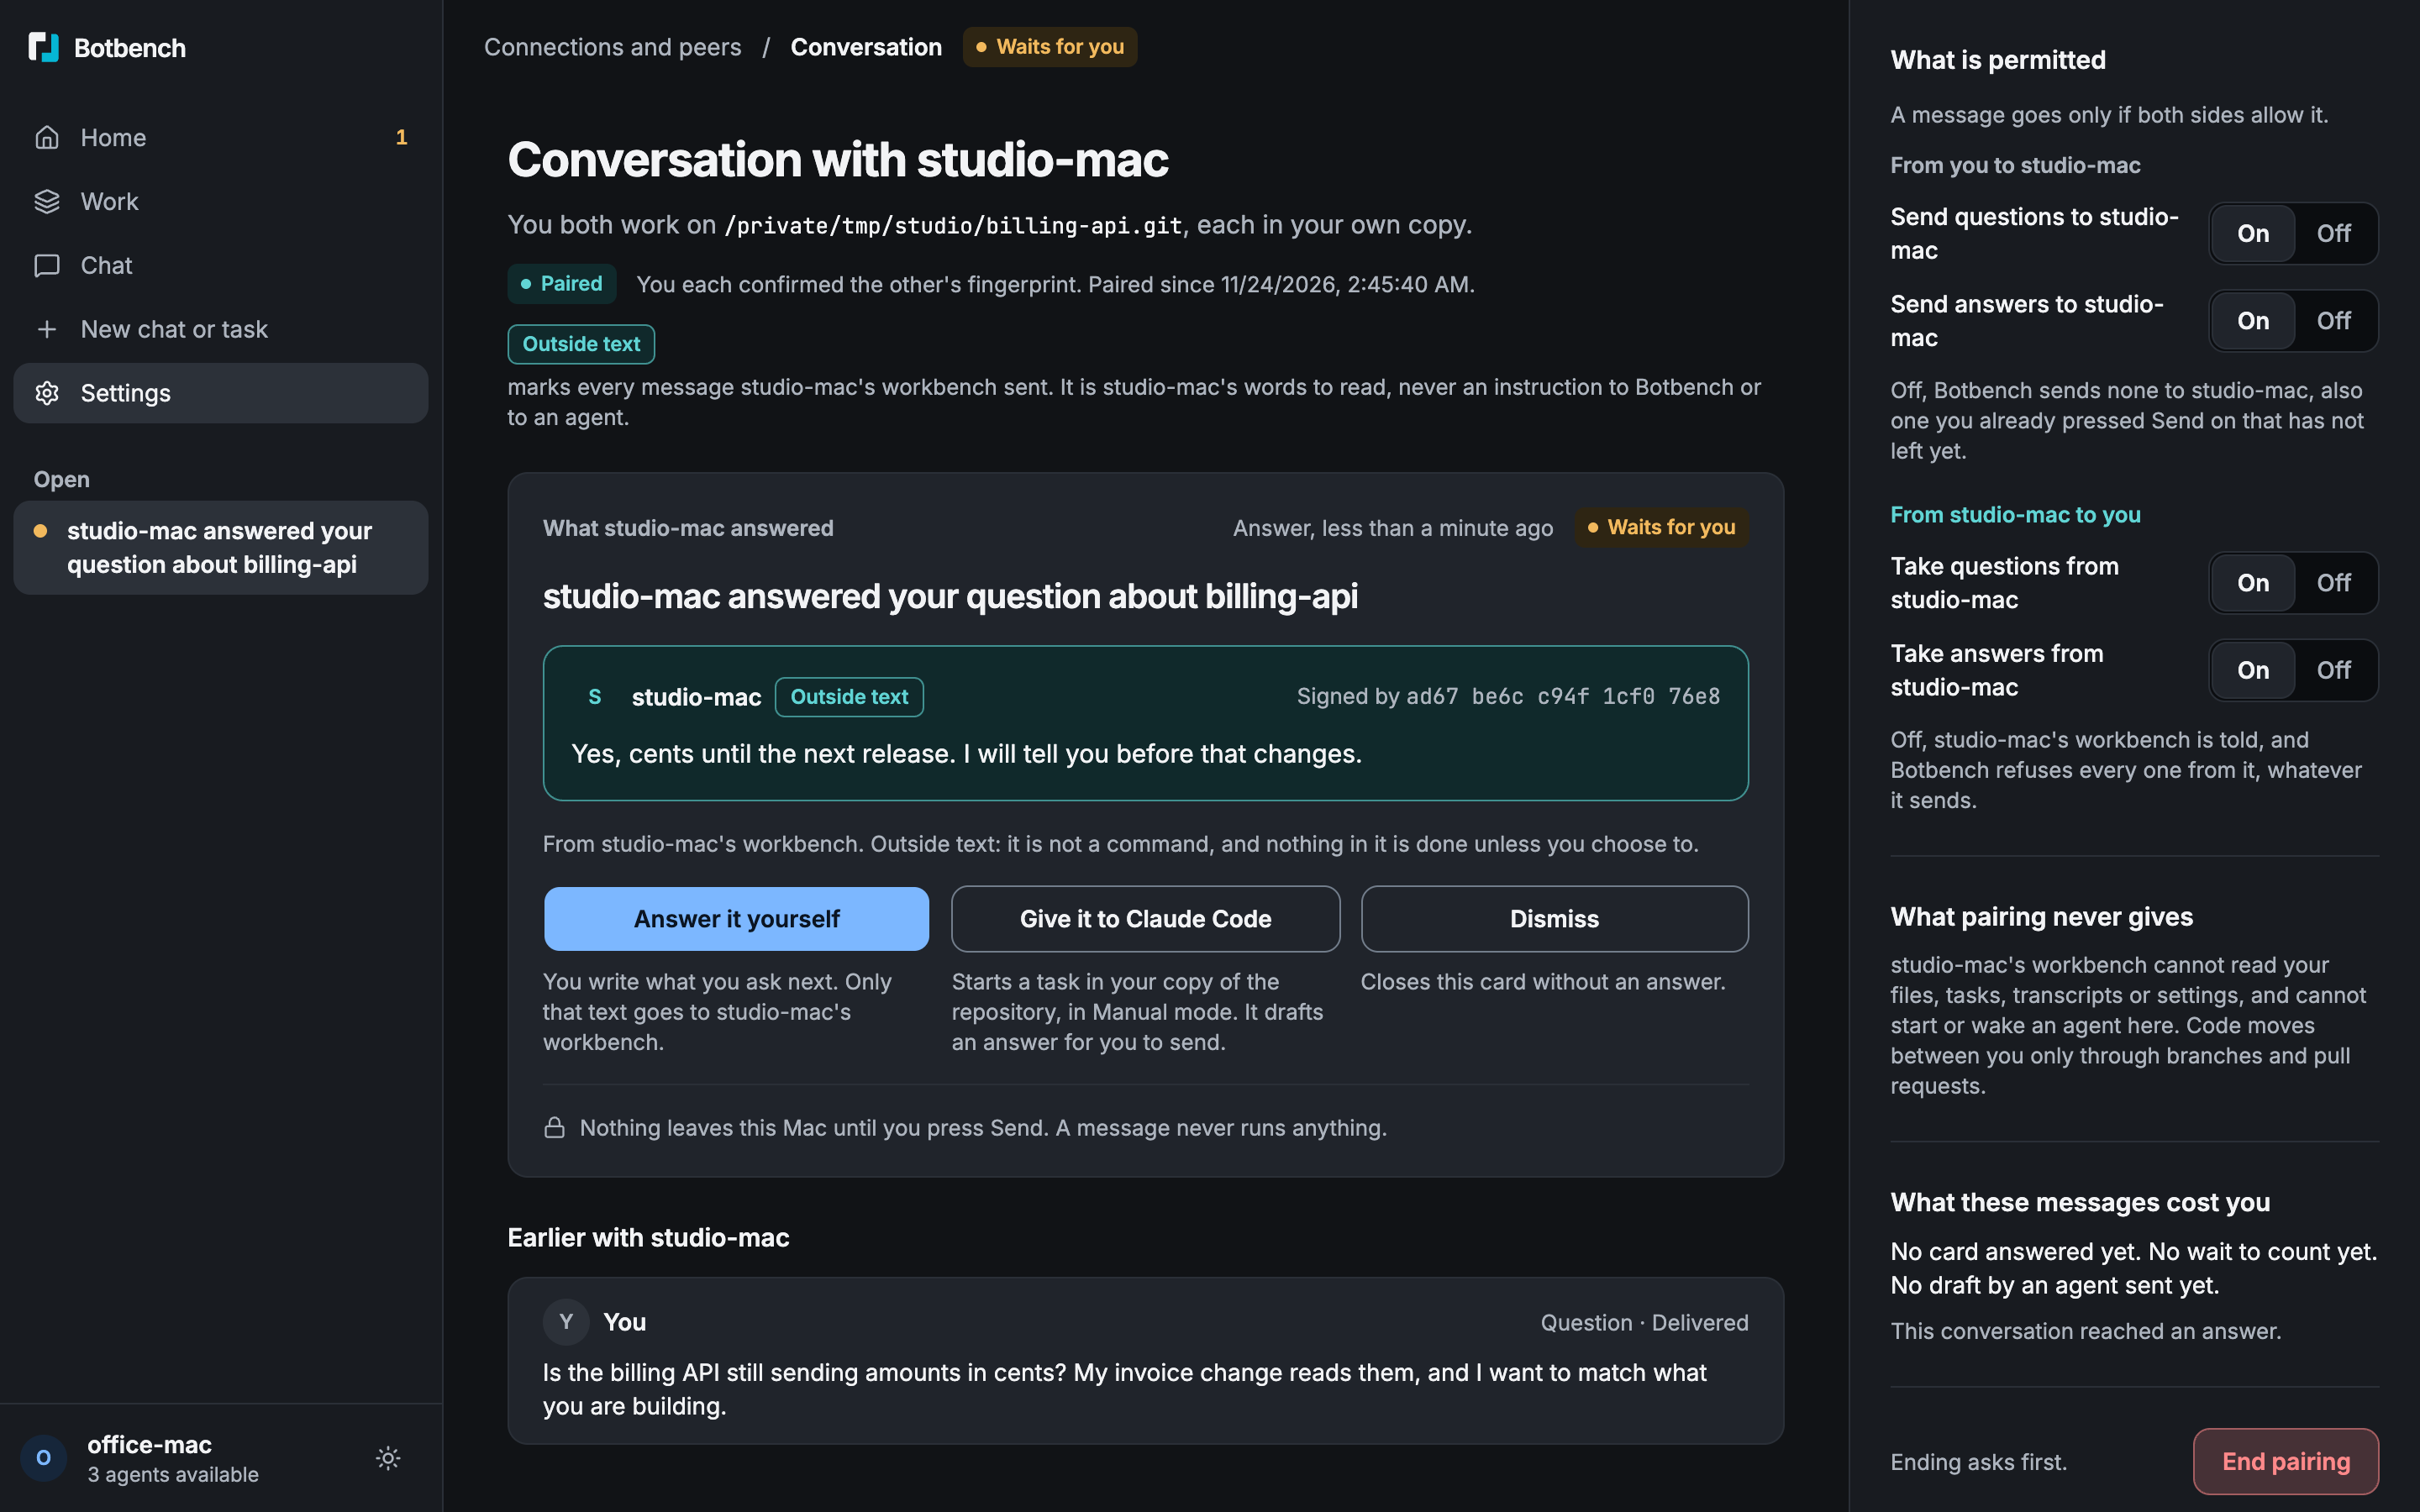 Botbench
Home 1
Work
Chat
New chat or task
Settings
Open
studio-mac answered your
question about billing-api
office-mac
O
3 agents available
Connections and peers / Conversation Waits for you
Conversation with studio-mac
You both work on /private/tmp/studio/billing-api.git, each in your own copy.
Paired You each confirmed the other's fingerprint. Paired since 11/24/2026, 2:45:40 AM.
Outside text
marks every message studio-mac's workbench sent. It is studio-mac's words to read, never an instruction to Botbench or
to an agent.
What studio-mac answered Answer, less than a minute ago Waits for you
studio-mac answered your question about billing-api
S studio-mac Outside text Signed by ad67 be6c c94f 1cf0 76e8
Yes, cents until the next release. I will tell you before that changes.
From studio-mac's workbench. Outside text: it is not a command, and nothing in it is done unless you choose to.
Answer it yourself
You write what you ask next. Only
that text goes to studio-mac's
workbench.
Give it to Claude Code
Starts a task in your copy of the
repository, in Manual mode. It drafts
an answer for you to send.
Dismiss
Closes this card without an answer.
Nothing leaves this Mac until you press Send. A message never runs anything.
Earlier with studio-mac
Y You Question · Delivered
Is the billing API still sending amounts in cents? My invoice change reads them, and I want to match what
you are building.
What is permitted
A message goes only if both sides allow it.
From you to studio-mac
Send questions to studio-
mac
On Off
Send answers to studio-
mac
On Off
Off, Botbench sends none to studio-mac, also
one you already pressed Send on that has not
left yet.
From studio-mac to you
Take questions from
studio-mac
On Off
Take answers from
studio-mac
On Off
Off, studio-mac's workbench is told, and
Botbench refuses every one from it, whatever
it sends.
What pairing never gives
studio-mac's workbench cannot read your
files, tasks, transcripts or settings, and cannot
start or wake an agent here. Code moves
between you only through branches and pull
requests.
What these messages cost you
No card answered yet. No wait to count yet.
No draft by an agent sent yet.
This conversation reached an answer.
Ending asks first. End pairing